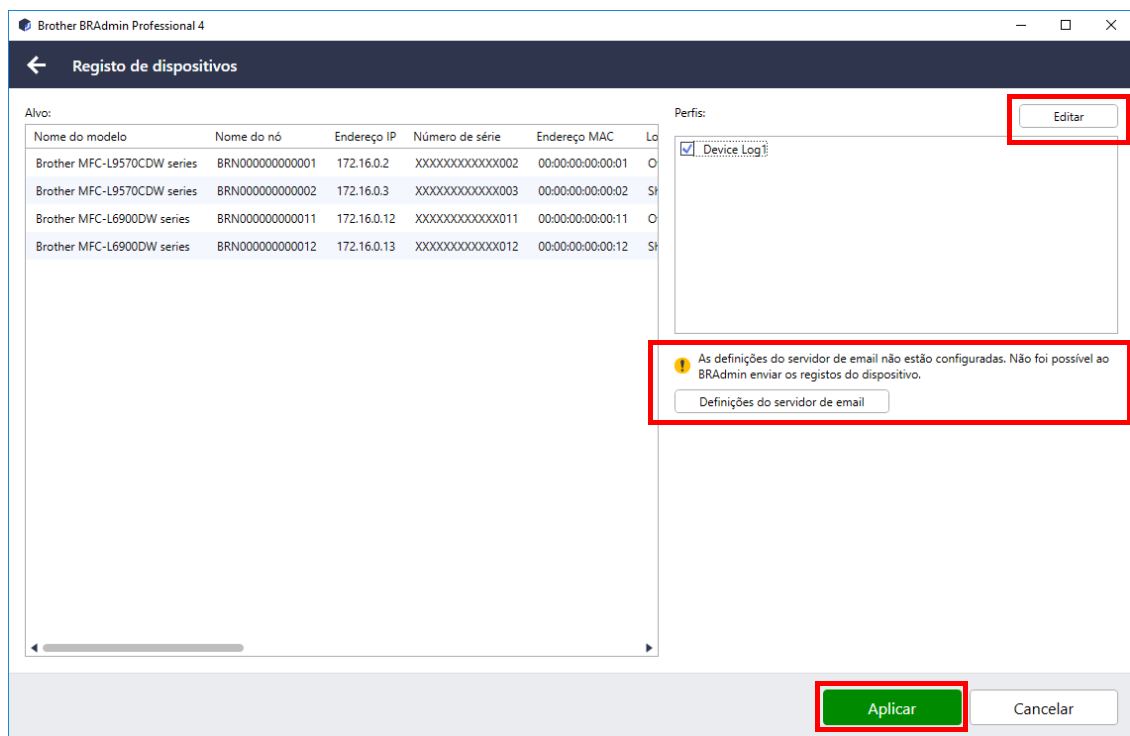 Brother BRAdmin Professional 4
Registo de dispositivos
Alvo:
Nome do modelo Nome do nó Endereço IP Número de série Endereço MAC Lo
Brother MFC-L9570CDW series BRN000000000001 172.16.0.2 XXXXXXXXXXXX002 00:00:00:00:00:01 O
Brother MFC-L9570CDW series BRN000000000002 172.16.0.3 XXXXXXXXXXXX003 00:00:00:00:00:02 Sh
Brother MFC-L6900DW series BRN000000000011 172.16.0.12 XXXXXXXXXXXX011 00:00:00:00:00:11 O
Brother MFC-L6900DW series BRN000000000012 172.16.0.13 XXXXXXXXXXXX012 00:00:00:00:00:12 Sh
Perfis:
Editar
Device Log1
As definições do servidor de email não estão configuradas. Não foi possível ao
BRAdmin enviar os registos do dispositivo.
Definições do servidor de email
Aplicar
Cancelar